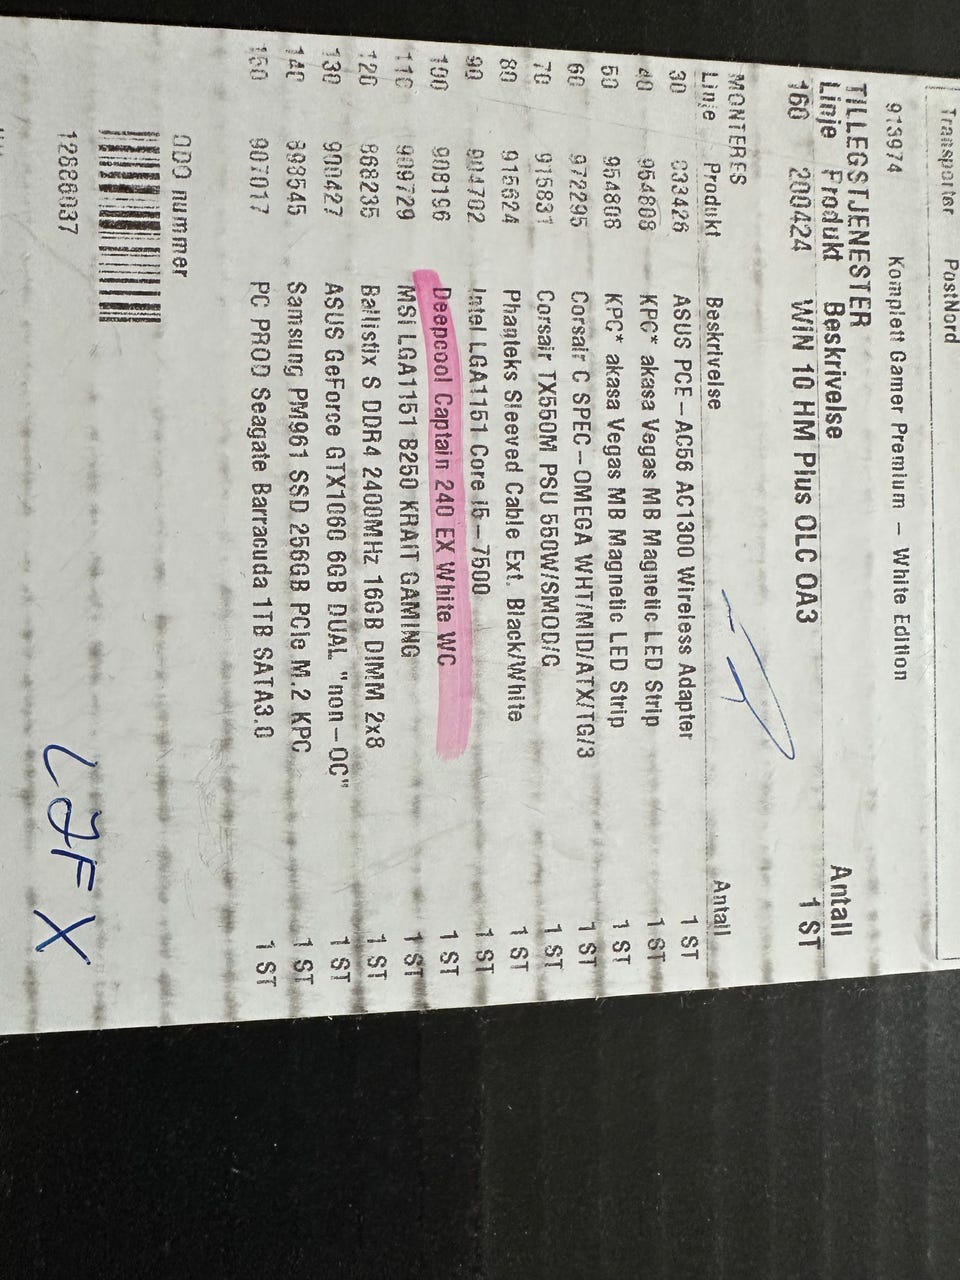 Transporter PostNord
913974 Komplett Gamer Premium - White Edition
TILLEGSTJENESTER
Linje Produkt Beskrivelse Antall
160 200424 WIN 10 HM Plus OLC OA3 1 ST
MONTERES
Linje Produkt Beskrivelse Antall
30 833426 ASUS PCE-AC56 AC1300 Wireless Adapter 1 ST
40 954808 KPC* akasa Vegas MB Magnetic LED Strip 1 ST
50 954808 KPC* akasa Vegas MB Magnetic LED Strip 1 ST
60 972295 Corsair C SPEC-OMEGA WHT/MID/ATX/TG/3 1 ST
70 915831 Corsair TX550M PSU 550W/SMOD/G 1 ST
80 915624 Phanteks Sleeved Cable Ext. Black/White 1 ST
90 904702 Intel LGA1151 Core i5-7500 1 ST
100 908196 Deepcool Captain 240 EX White WC 1 ST
110 909729 MSI LGA1151 B250 KRAIT GAMING 1 ST
120 868235 Ballistix S DDR4 2400MHz 16GB DIMM 2x8 1 ST
130 900427 ASUS GeForce GTX1060 6GB DUAL "non-OC" 1 ST
140 898545 Samsung PM961 SSD 256GB PCIe M.2 KPC 1 ST
150 907017 PC PROD Seagate Barracuda 1TB SATA3.0 1 ST
ODO nummer
12886037